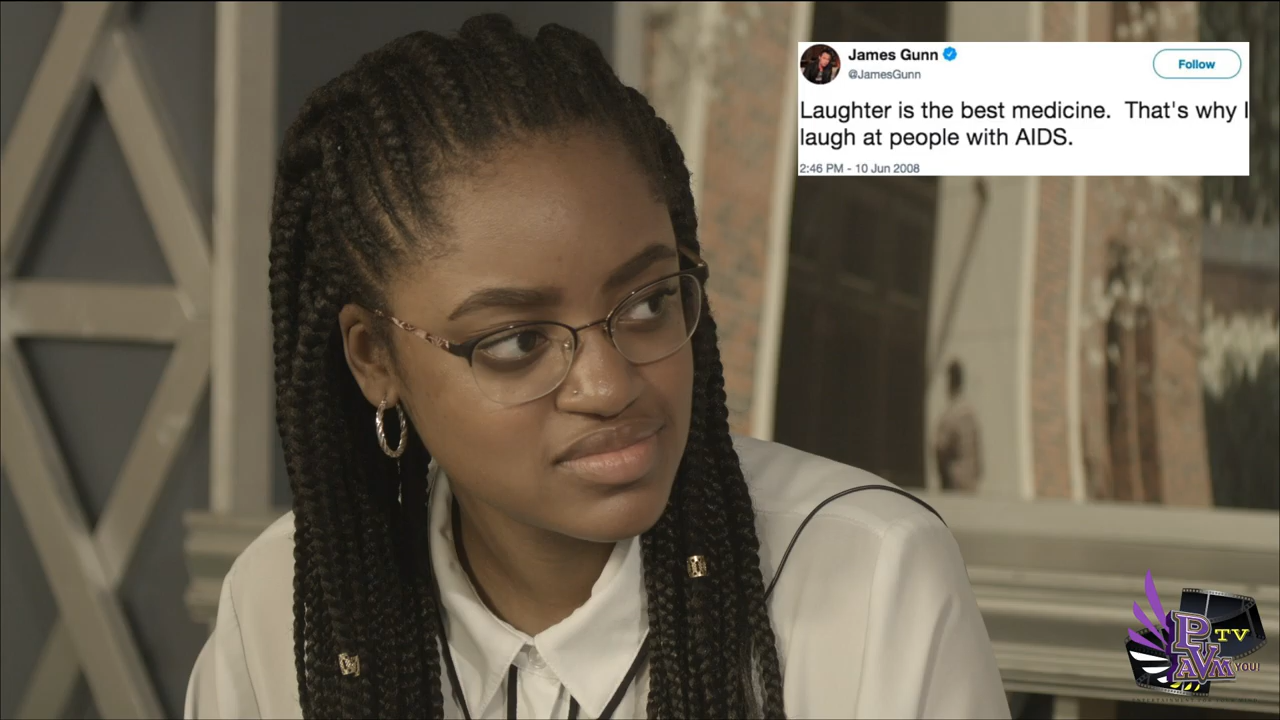 James Gunn
@JamesGunn
Follow
Laughter is the best medicine.  That's why I
laugh at people with AIDS.
2:46 PM - 10 Jun 2008
PVAM
TV
YOU!